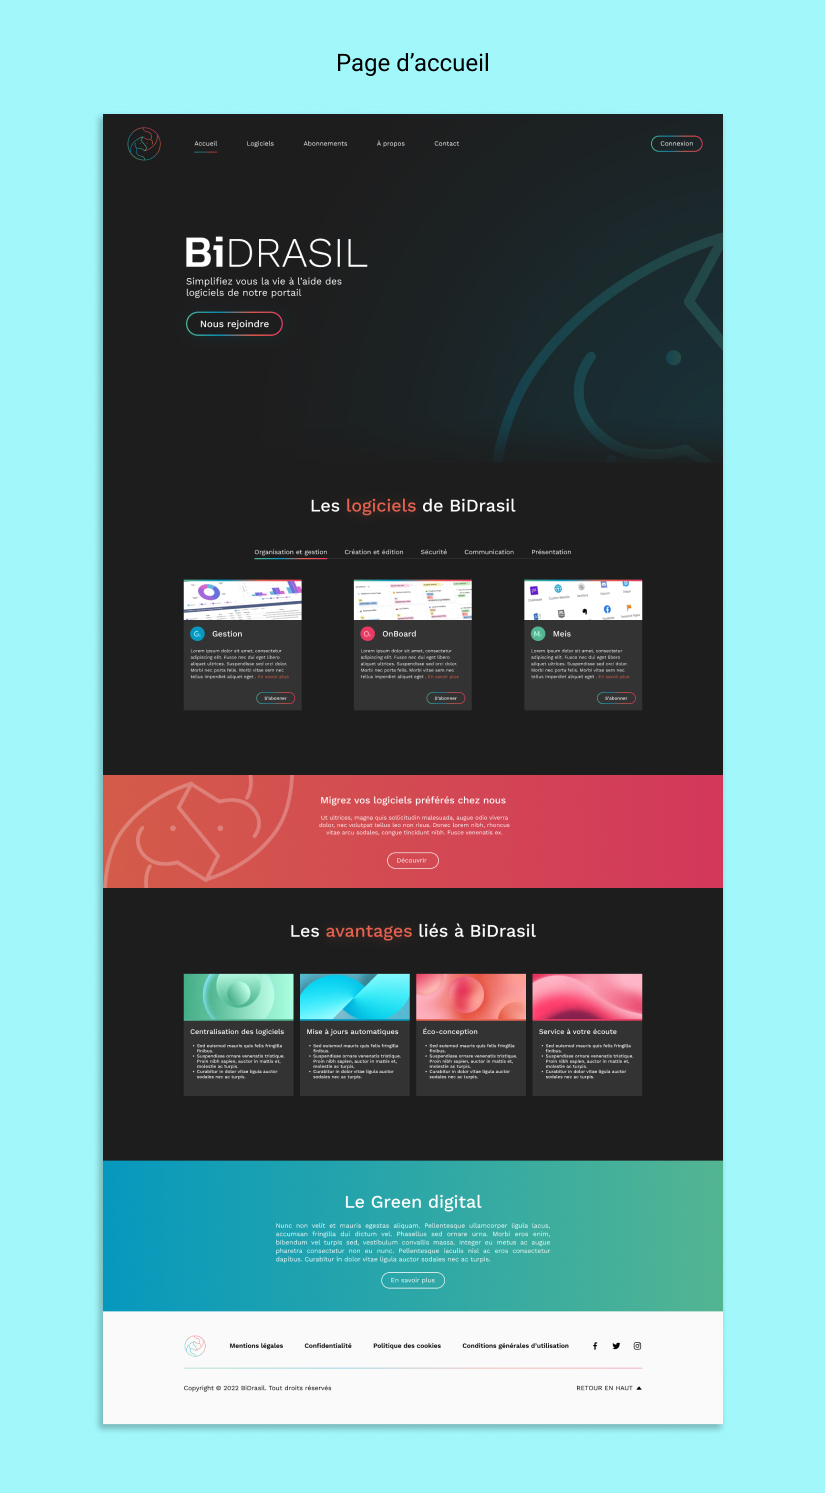 Page d'accueil
Accueil Logiciels Abonnements À propos Contact Connexion
BiDRASIL
Simplifiez vous la vie à l'aide des
logiciels de notre portail
Nous rejoindre
Les logiciels de BiDrasil
Organisation et gestion Création et édition Sécurité Communication Présentation
G. Gestion
Lorem ipsum dolor sit amet, consectetur
adipiscing elit. Fusce nec dui eget libero
aliquet ultrices. Suspendisse sed orci dolor.
Morbi nec porta felis. Morbi vitae sem nec
tellus imperdiet aliquet eget . En savoir plus
S'abonner
O. OnBoard
Lorem ipsum dolor sit amet, consectetur
adipiscing elit. Fusce nec dui eget libero
aliquet ultrices. Suspendisse sed orci dolor.
Morbi nec porta felis. Morbi vitae sem nec
tellus imperdiet aliquet eget . En savoir plus
S'abonner
M. Meis
Lorem ipsum dolor sit amet, consectetur
adipiscing elit. Fusce nec dui eget libero
aliquet ultrices. Suspendisse sed orci dolor.
Morbi nec porta felis. Morbi vitae sem nec
tellus imperdiet aliquet eget . En savoir plus
S'abonner
Migrez vos logiciels préférés chez nous
Ut ultrices, magna quis sollicitudin malesuada, augue odio viverra
dolor, nec volutpat tellus leo non risus. Donec lorem nibh, rhoncus
vitae arcu sodales, congue tincidunt nibh. Fusce venenatis ex.
Découvrir
Les avantages liés à BiDrasil
Centralisation des logiciels
• Sed euismod mauris quis felis fringilla
finibus.
• Suspendisse ornare venenatis tristique.
Proin nibh sapien, auctor in mattis et,
molestie ac turpis.
• Curabitur in dolor vitae ligula auctor
sodales nec ac turpis.
Mise à jours automatiques
• Sed euismod mauris quis felis fringilla
finibus.
• Suspendisse ornare venenatis tristique.
Proin nibh sapien, auctor in mattis et,
molestie ac turpis.
• Curabitur in dolor vitae ligula auctor
sodales nec ac turpis.
Éco-conception
• Sed euismod mauris quis felis fringilla
finibus.
• Suspendisse ornare venenatis tristique.
Proin nibh sapien, auctor in mattis et,
molestie ac turpis.
• Curabitur in dolor vitae ligula auctor
sodales nec ac turpis.
Service à votre écoute
• Sed euismod mauris quis felis fringilla
finibus.
• Suspendisse ornare venenatis tristique.
Proin nibh sapien, auctor in mattis et,
molestie ac turpis.
• Curabitur in dolor vitae ligula auctor
sodales nec ac turpis.
Le Green digital
Nunc non velit et mauris egestas aliquam. Pellentesque ullamcorper ligula lacus,
accumsan fringilla dui dictum vel. Phasellus sed ornare urna. Morbi eros enim,
bibendum vel turpis sed, vestibulum convallis massa. Integer eu metus ac augue
pharetra consectetur non eu nunc. Pellentesque iaculis nisl ac eros consectetur
dapibus. Curabitur in dolor vitae ligula auctor sodales nec ac turpis.
En savoir plus
Mentions légales Confidentialité Politique des cookies Conditions générales d'utilisation
Copyright © 2022 BiDrasil. Tout droits réservés RETOUR EN HAUT